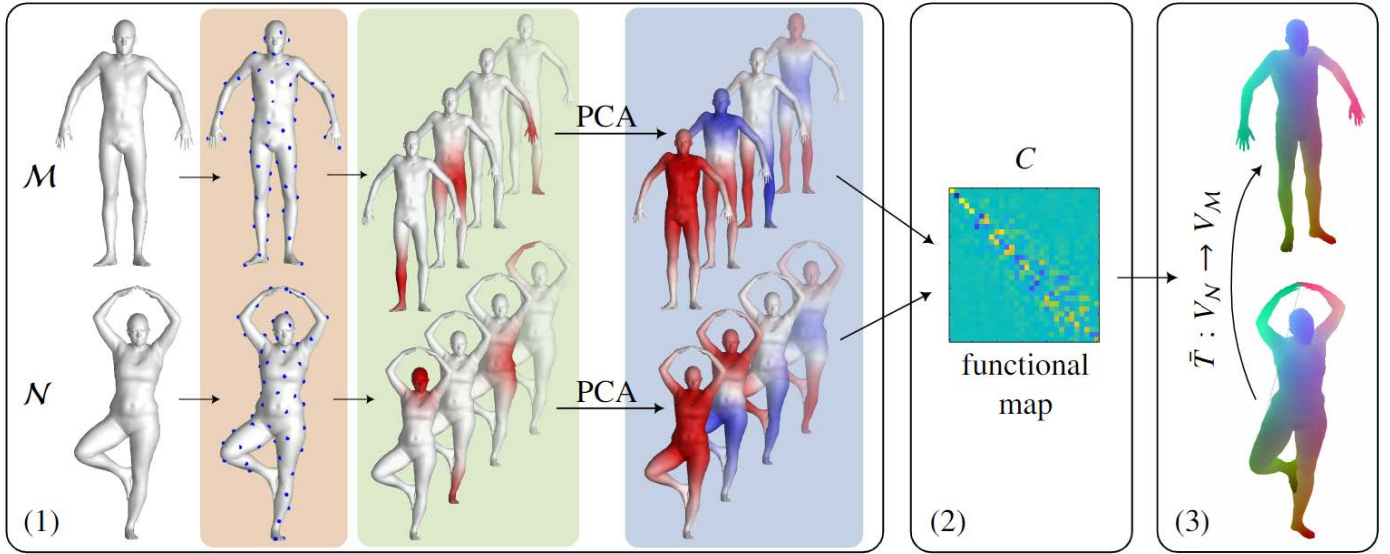 M
N
PCA
PCA
(1)
C
functional
map
(2)
T̄ : V_N → V_M
(3)